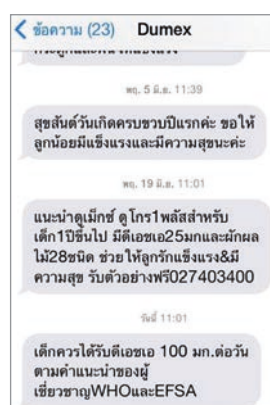 ข้อความ (23) Dumex
พฤ. 5 มิ.ย. 11:39
สุขสันต์วันเกิดครบขวบปีแรกค่ะ ขอให้
ลูกน้อยมีแข็งแรงและมีความสุขนะค่ะ
พฤ. 19 มิ.ย. 11:01
แนะนำดูเม็กซ์ ดูโกร1พลัสสำหรับ
เด็ก1ปีขึ้นไป มีดีเอชเอ25มกและผักผล
ไม้28ชนิด ช่วยให้ลูกรักแข็งแรง&มี
ความสุข รับตัวอย่างฟรี027403400
วันนี้ 11:01
เด็กควรได้รับดีเอชเอ 100 มก.ต่อวัน
ตามคำแนะนำของผู้
เชี่ยวชาญWHOและEFSA